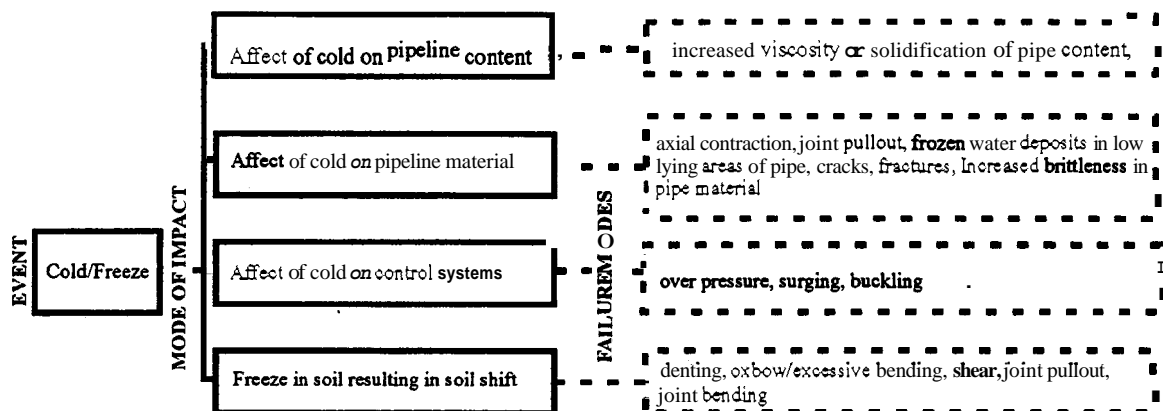 EVENT
Cold/Freeze
MODE OF IMPACT
Affect of cold on pipeline content
Affect of cold on pipeline material
Affect of cold on control systems
Freeze in soil resulting in soil shift
FAILUREMODES
increased viscosity or solidification of pipe content,
axial contraction, joint pullout, frozen water deposits in low
lying areas of pipe, cracks, fractures, Increased brittleness in
pipe material
over pressure, surging, buckling
denting, oxbow/excessive bending, shear, joint pullout,
joint bending